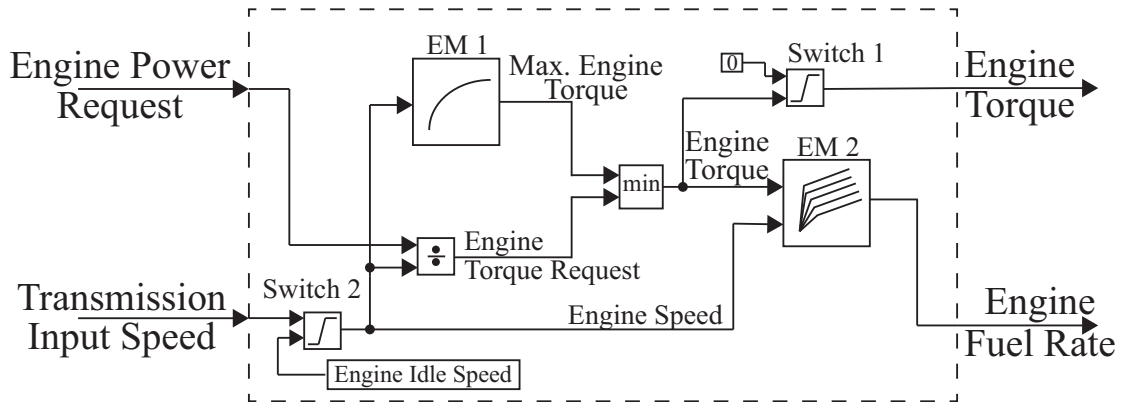 EM 1
Switch 1
0
Max. Engine
Torque
Engine Power
Request
Engine
Torque
Engine
Torque
EM 2
min
÷
Engine
Torque Request
Switch 2
Transmission
Input Speed
Engine Speed
Engine
Fuel Rate
Engine Idle Speed